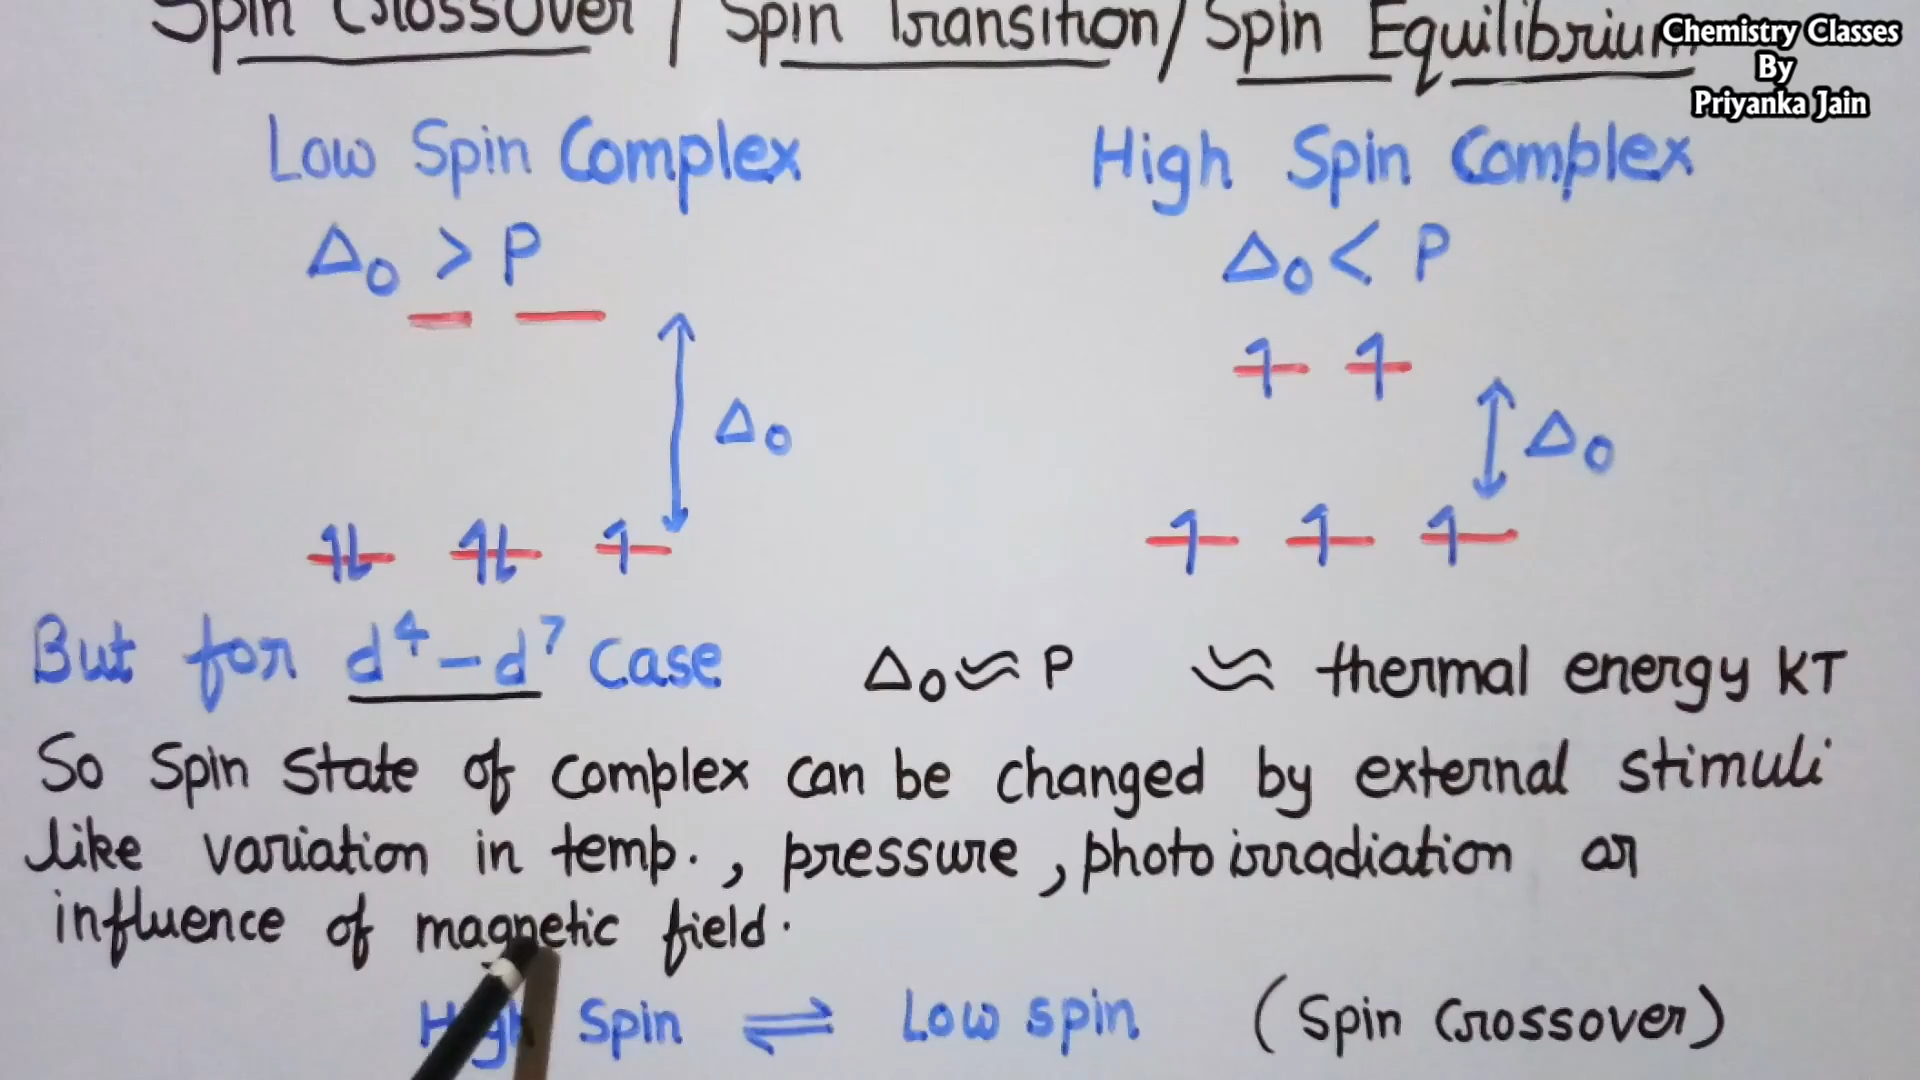 Spin Crossover / Spin Transition / Spin Equilibrium
Chemistry Classes
By
Priyanka Jain
Low Spin Complex
Δo > P
Δo
High Spin Complex
Δo < P
Δo
But for d⁴-d⁷ Case Δo ≈ P ≈ thermal energy KT
So Spin State of complex can be changed by external stimuli
like variation in temp., pressure, photo irradiation or
influence of magnetic field.
High Spin ⇌ Low spin (Spin Crossover)